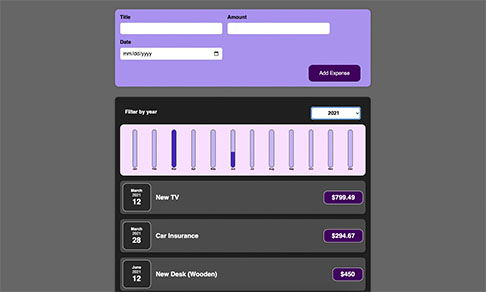 Title
Amount
Date
mm/dd/yyyy
Add Expense
Filter by year
2021
Jan Feb Mar Apr May Jun Jul Aug Sep Oct Nov Dec
March
2021
12
New TV
$799.49
March
2021
28
Car Insurance
$294.67
June
2021
12
New Desk (Wooden)
$450